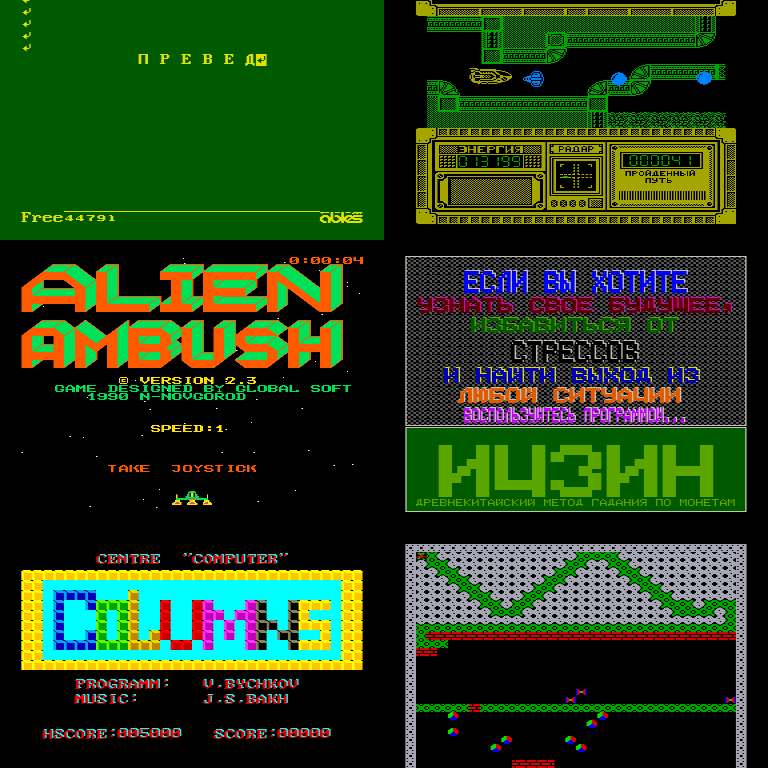 ПРЕВЕД
Free44791
ables
ЭНЕРГИЯ
РАДАР
013199
000041
ПРОЙДЕННЫЙ
ПУТЬ
0:00:04
ALIEN
AMBUSH
© VERSION 2.3
GAME DESIGNED BY GLOBAL SOFT
1990 N-NOVGOROD
SPEED:1
TAKE JOYSTICK
ЕСЛИ ВЫ ХОТИТЕ
УЗНАТЬ СВОЕ БУДУЩЕЕ,
ИЗБАВИТЬСЯ ОТ
СТРЕССОВ
И НАЙТИ ВЫХОД ИЗ
ЛЮБОЙ СИТУАЦИИ
ВОСПОЛЬЗУЙТЕСЬ ПРОГРАММОЙ...
ИЧЗИН
ДРЕВНЕКИТАЙСКИЙ МЕТОД ГАДАНИЯ ПО МОНЕТАМ
CENTRE "COMPUTER"
COLUMNS
PROGRAMM: V.BYCHKOV
MUSIC: J.S.BAKH
HSCORE:005000 SCORE:00000